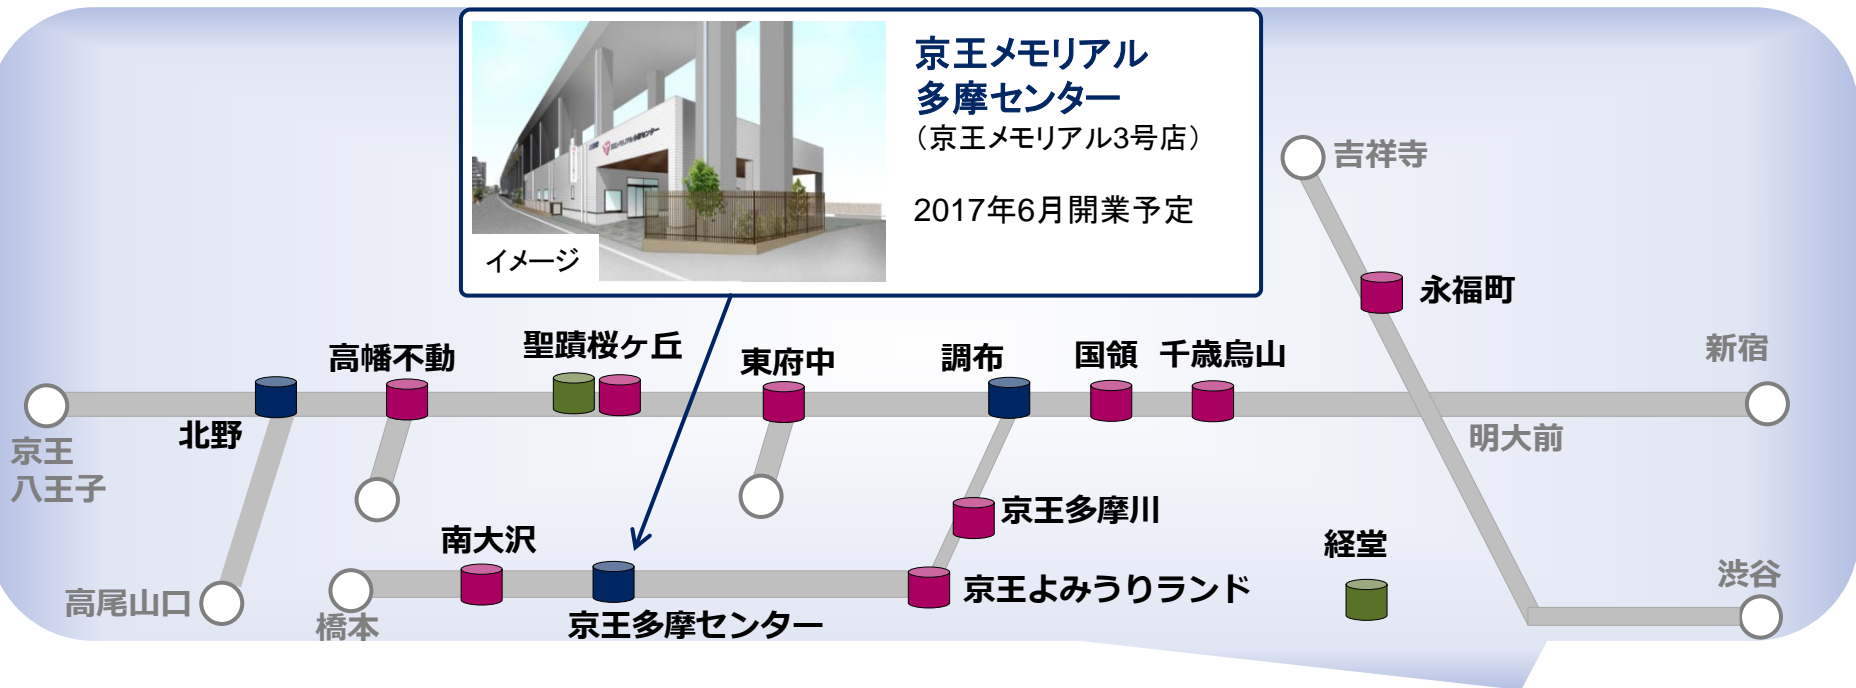 京王メモリアル
多摩センター
（京王メモリアル3号店）
2017年6月開業予定
イメージ
吉祥寺
永福町
新宿
高幡不動
聖蹟桜ヶ丘
東府中
調布
国領
千歳烏山
北野
明大前
京王
八王子
南大沢
京王多摩川
経堂
高尾山口
橋本
京王多摩センター
京王よみうりランド
渋谷